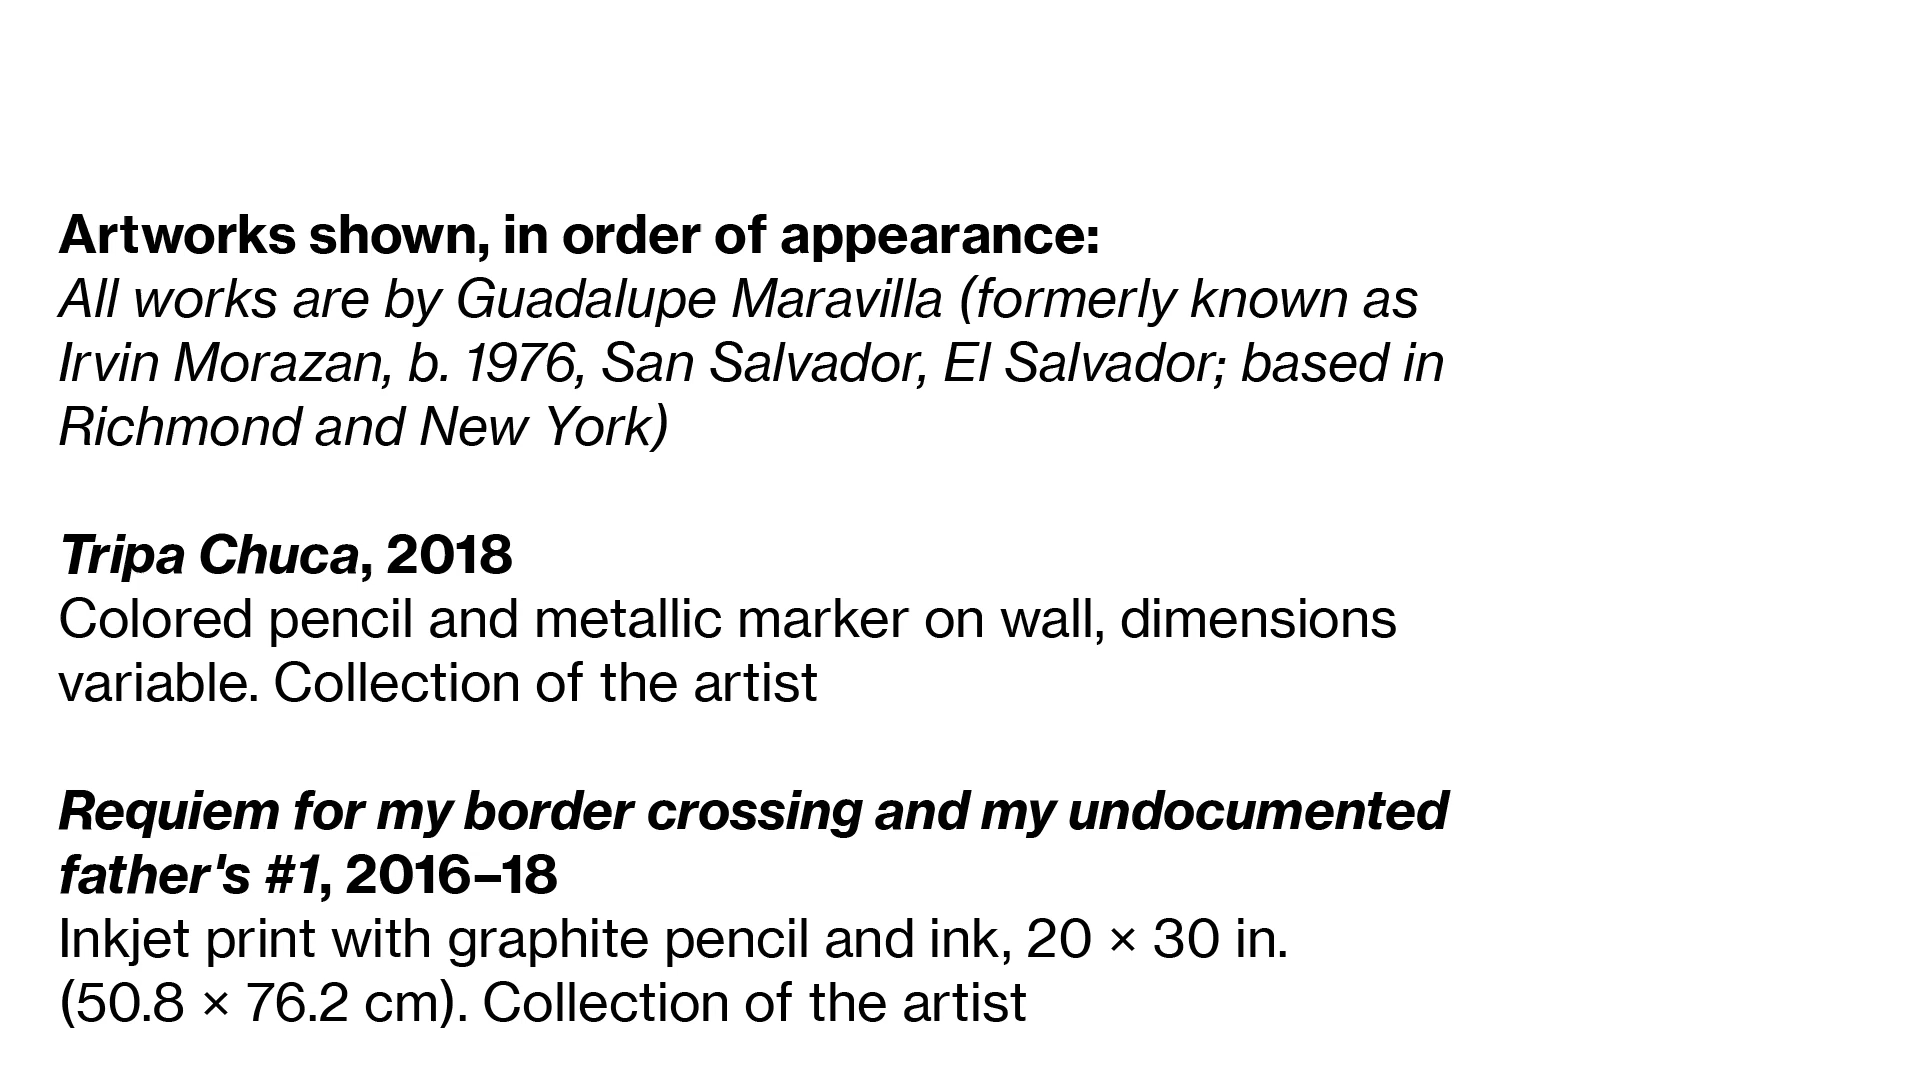 Artworks shown, in order of appearance:
All works are by Guadalupe Maravilla (formerly known as
Irvin Morazan, b. 1976, San Salvador, El Salvador; based in
Richmond and New York)
Tripa Chuca, 2018
Colored pencil and metallic marker on wall, dimensions
variable. Collection of the artist
Requiem for my border crossing and my undocumented
father's #1, 2016–18
Inkjet print with graphite pencil and ink, 20 × 30 in.
(50.8 × 76.2 cm). Collection of the artist